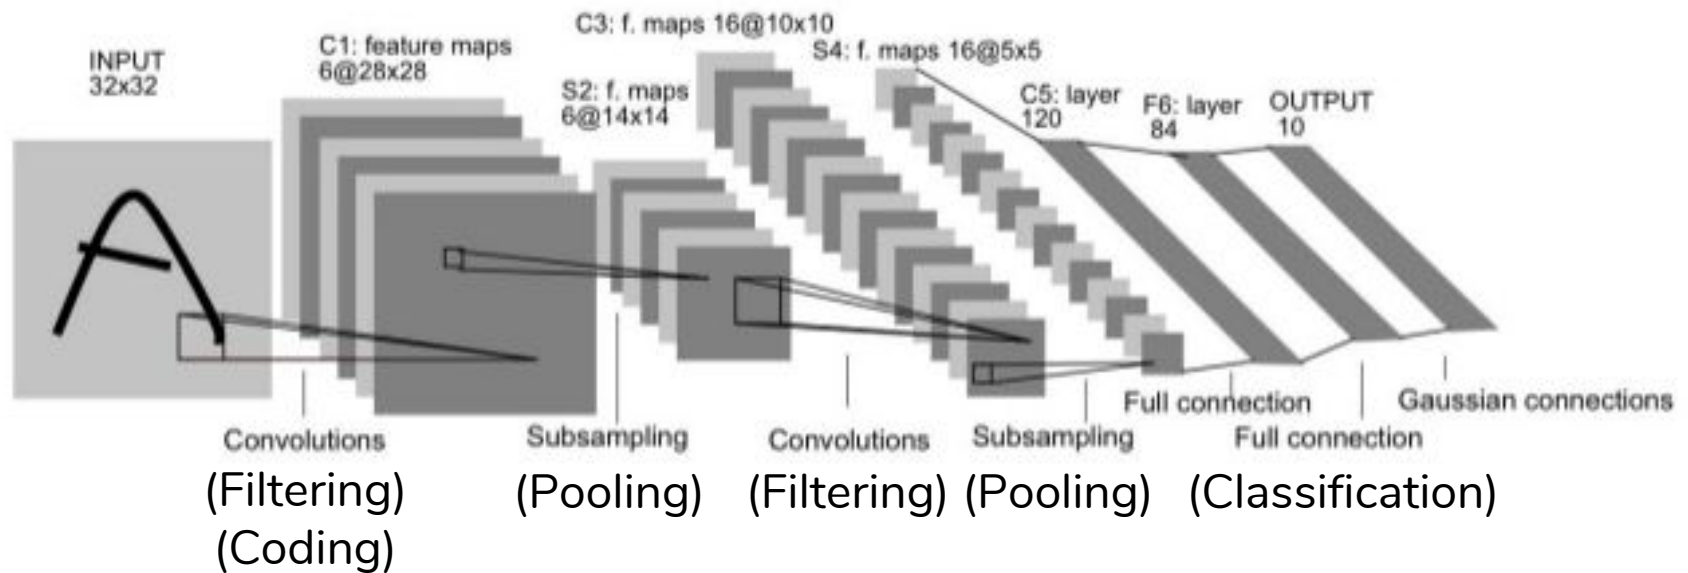 INPUT
32x32
C1: feature maps
6@28x28
S2: f. maps
6@14x14
C3: f. maps 16@10x10
S4: f. maps 16@5x5
C5: layer
120
F6: layer
84
OUTPUT
10
Convolutions
Subsampling
Convolutions
Subsampling
Full connection
Full connection
Gaussian connections
(Filtering)
(Coding)
(Pooling)
(Filtering)
(Pooling)
(Classification)